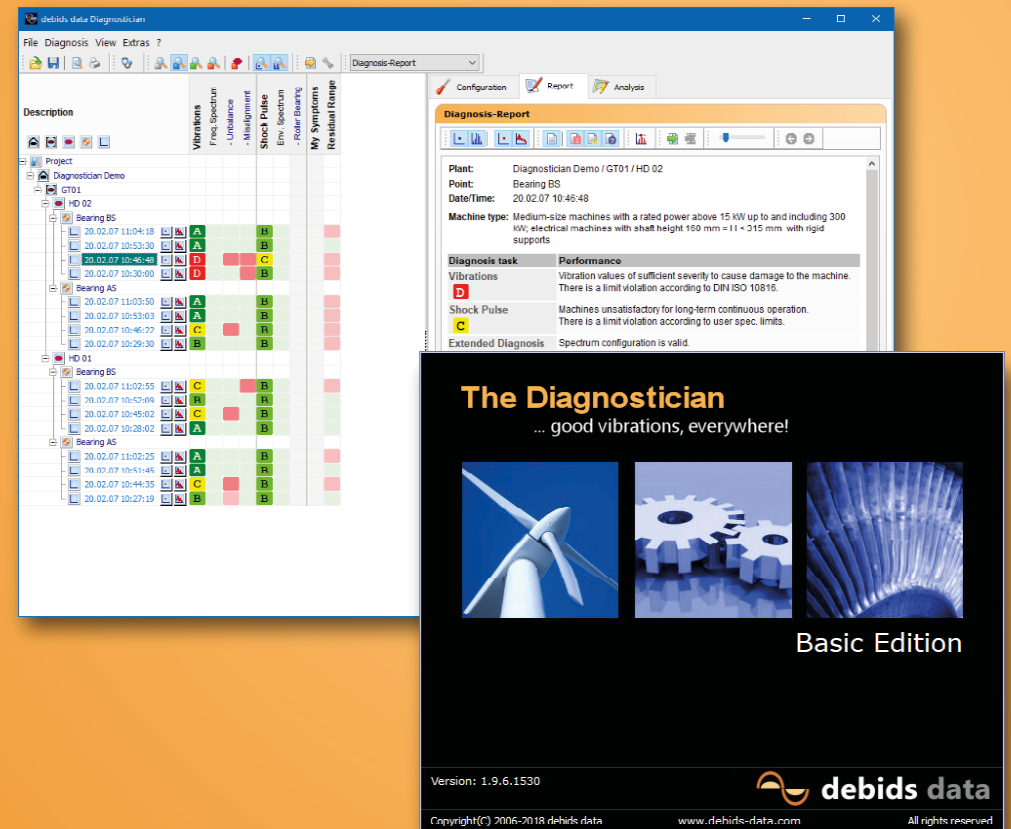 debids data Diagnostician
File Diagnosis View Extras ?
Diagnosis-Report
Description
Vibrations
Freq. Spectrum
- Unbalance
- Misalignment
Shock Pulse
Env. Spectrum
- Roller Bearing
My Symptoms
Residual Range
Project
Diagnostician Demo
GT01
HD 02
Bearing BS
20.02.07 11:04:18 A B
20.02.07 10:53:30 A B
20.02.07 10:46:48 D C
20.02.07 10:30:00 D B
Bearing AS
20.02.07 11:03:50 A B
20.02.07 10:53:03 A B
20.02.07 10:46:22 C B
20.02.07 10:29:30 B B
HD 01
Bearing BS
20.02.07 11:02:55 C B
20.02.07 10:52:09 B B
20.02.07 10:45:02 C B
20.02.07 10:28:02 A B
Bearing AS
20.02.07 11:02:25 A B
20.02.07 10:51:45 A B
20.02.07 10:44:35 C B
20.02.07 10:27:19 B B
Configuration Report Analysis
Diagnosis-Report
Plant: Diagnostician Demo / GT01 / HD 02
Point: Bearing BS
Date/Time: 20.02.07 10:46:48
Machine type: Medium-size machines with a rated power above 15 kW up to and including 300
kW; electrical machines with shaft height 160 mm = H < 315 mm with rigid
supports
Diagnosis task Performance
Vibrations Vibration values of sufficient severity to cause damage to the machine.
D There is a limit violation according to DIN ISO 10816.
Shock Pulse Machines unsatisfactory for long-term continuous operation.
C There is a limit violation according to user spec. limits.
Extended Diagnosis Spectrum configuration is valid.
The Diagnostician
... good vibrations, everywhere!
Basic Edition
Version: 1.9.6.1530
debids data
Copyright(C) 2006-2018 debids data www.debids-data.com All rights reserved